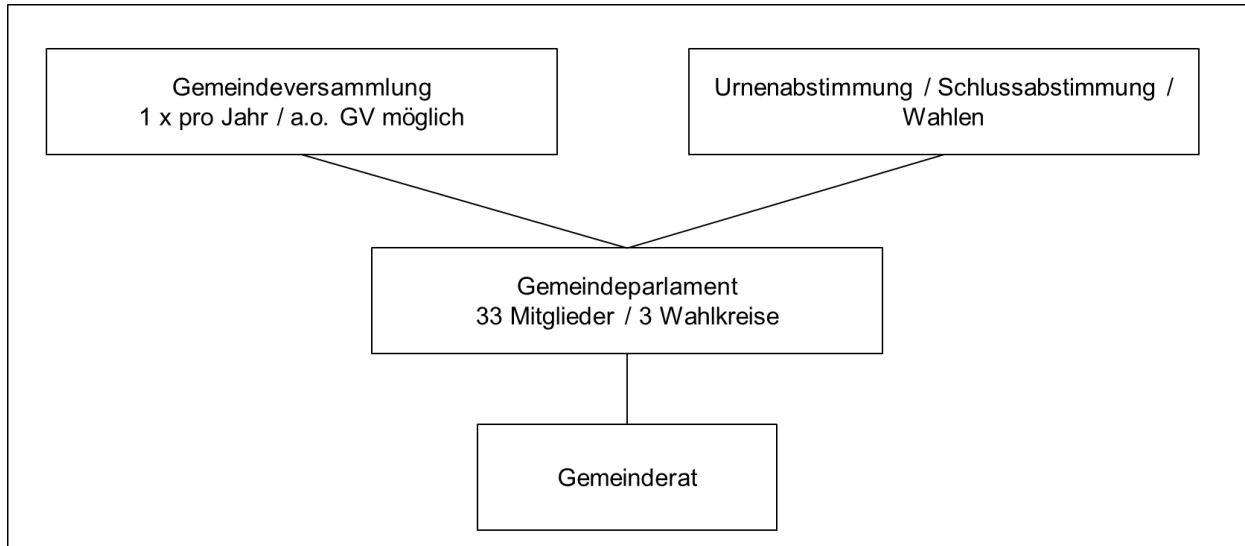 Gemeindeversammlung
1 x pro Jahr / a.o. GV möglich
Urnenabstimmung / Schlussabstimmung /
Wahlen
Gemeindeparlament
33 Mitglieder / 3 Wahlkreise
Gemeinderat